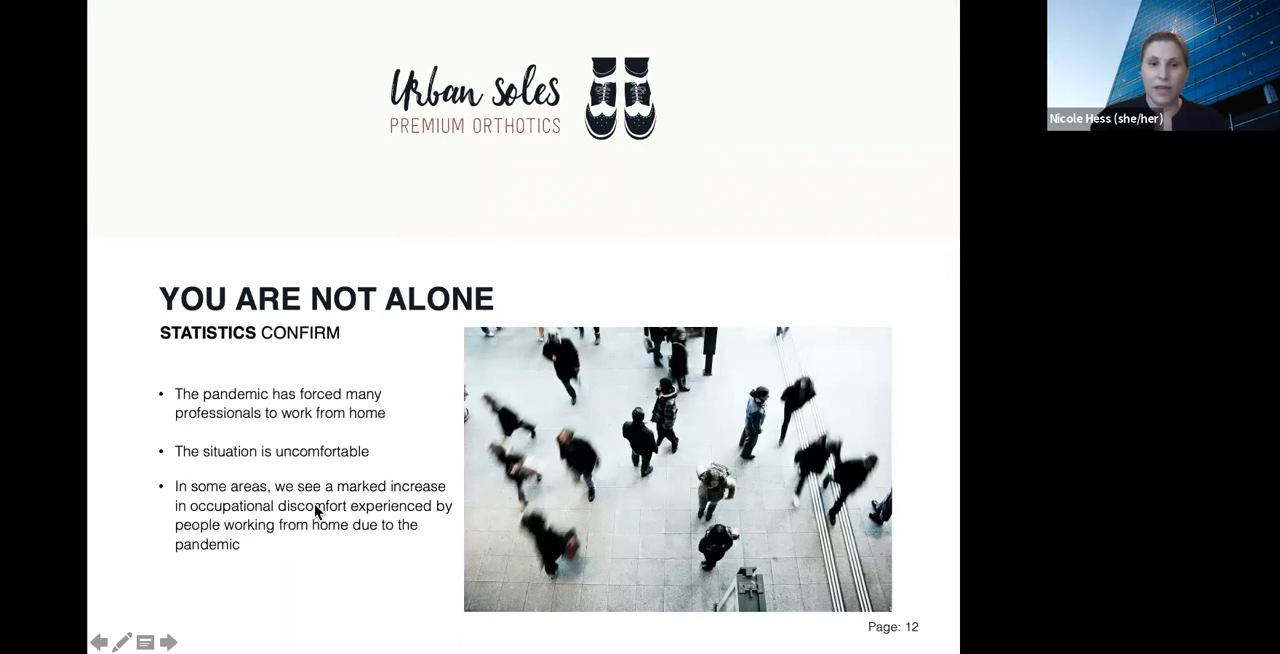 Urban soles
PREMIUM ORTHOTICS
Nicole Hess (she/her)
YOU ARE NOT ALONE
STATISTICS CONFIRM
• The pandemic has forced many
professionals to work from home
• The situation is uncomfortable
• In some areas, we see a marked increase
in occupational discomfort experienced by
people working from home due to the
pandemic
Page: 12